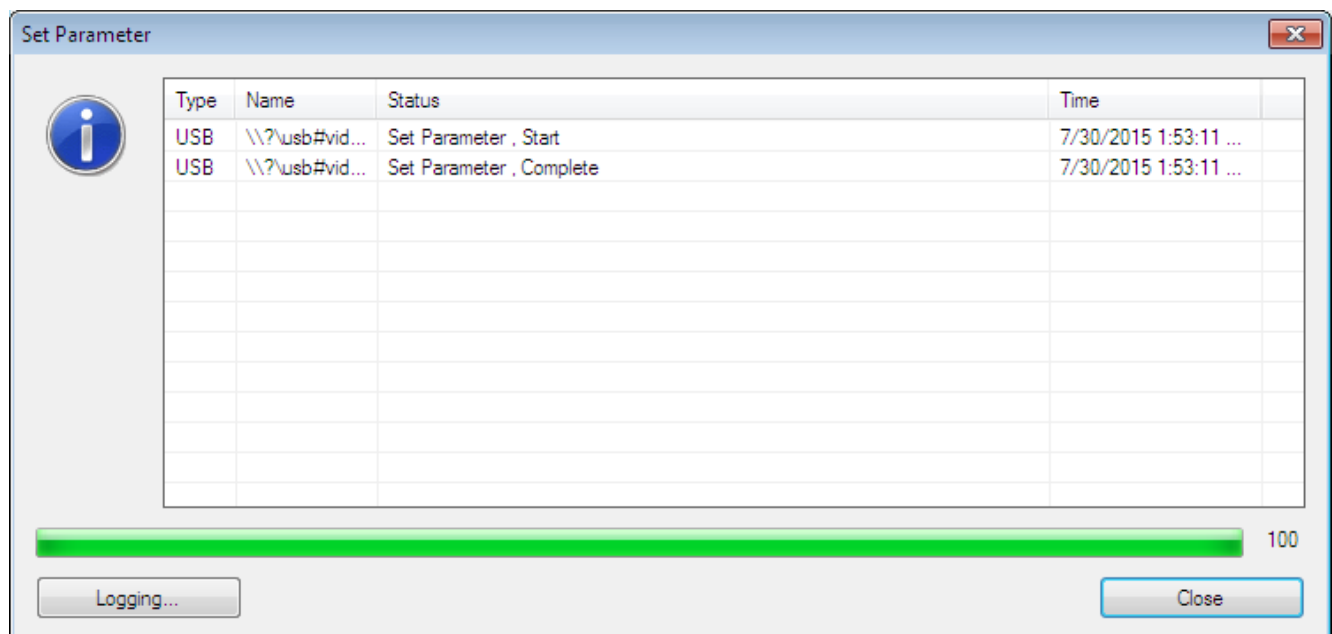 Set Parameter
Type Name Status Time
USB \\?\usb#vid... Set Parameter , Start 7/30/2015 1:53:11 ...
USB \\?\usb#vid... Set Parameter , Complete 7/30/2015 1:53:11 ...
100
Logging... Close